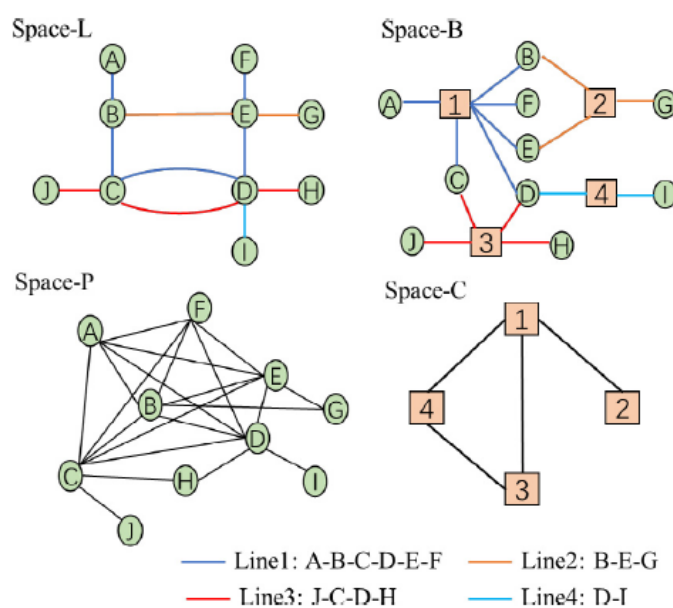 Space-L
A
F
B
E
G
J
C
D
H
I
Space-B
B
A
1
F
2
G
E
C
D
4
I
J
3
H
Space-P
F
A
E
B
G
D
C
H
I
J
Space-C
1
4
2
3
Line1: A-B-C-D-E-F
Line2: B-E-G
Line3: J-C-D-H
Line4: D-I